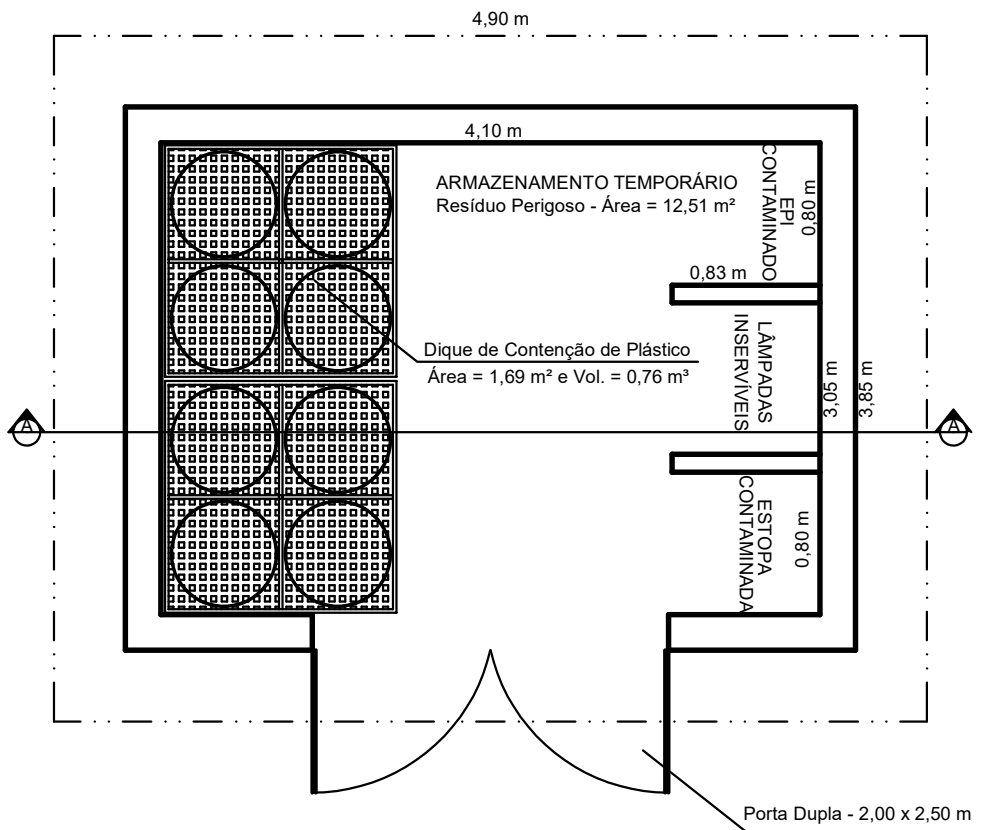 4,90 m
4,10 m
ARMAZENAMENTO TEMPORÁRIO
Resíduo Perigoso - Área = 12,51 m²
EPI
CONTAMINADO
0,80 m
0,83 m
Dique de Contenção de Plástico
Área = 1,69 m² e Vol. = 0,76 m³
LÂMPADAS
INSERVÍVEIS
3,05 m
3,85 m
A
A
ESTOPA
CONTAMINADA
0,80 m
Porta Dupla - 2,00 x 2,50 m